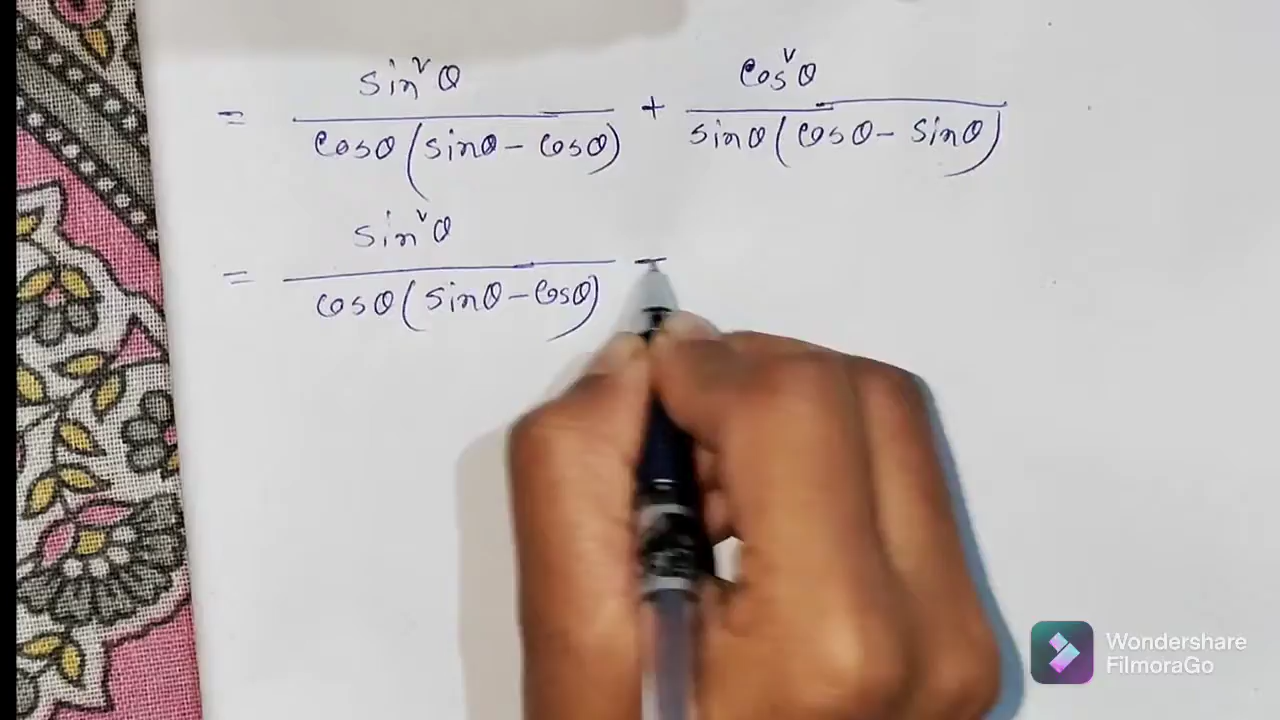 = sin²θ / cosθ(sinθ - cosθ) + cos²θ / sinθ(cosθ - sinθ)
= sin²θ / cosθ(sinθ - cosθ) -
Wondershare
FilmoraGo